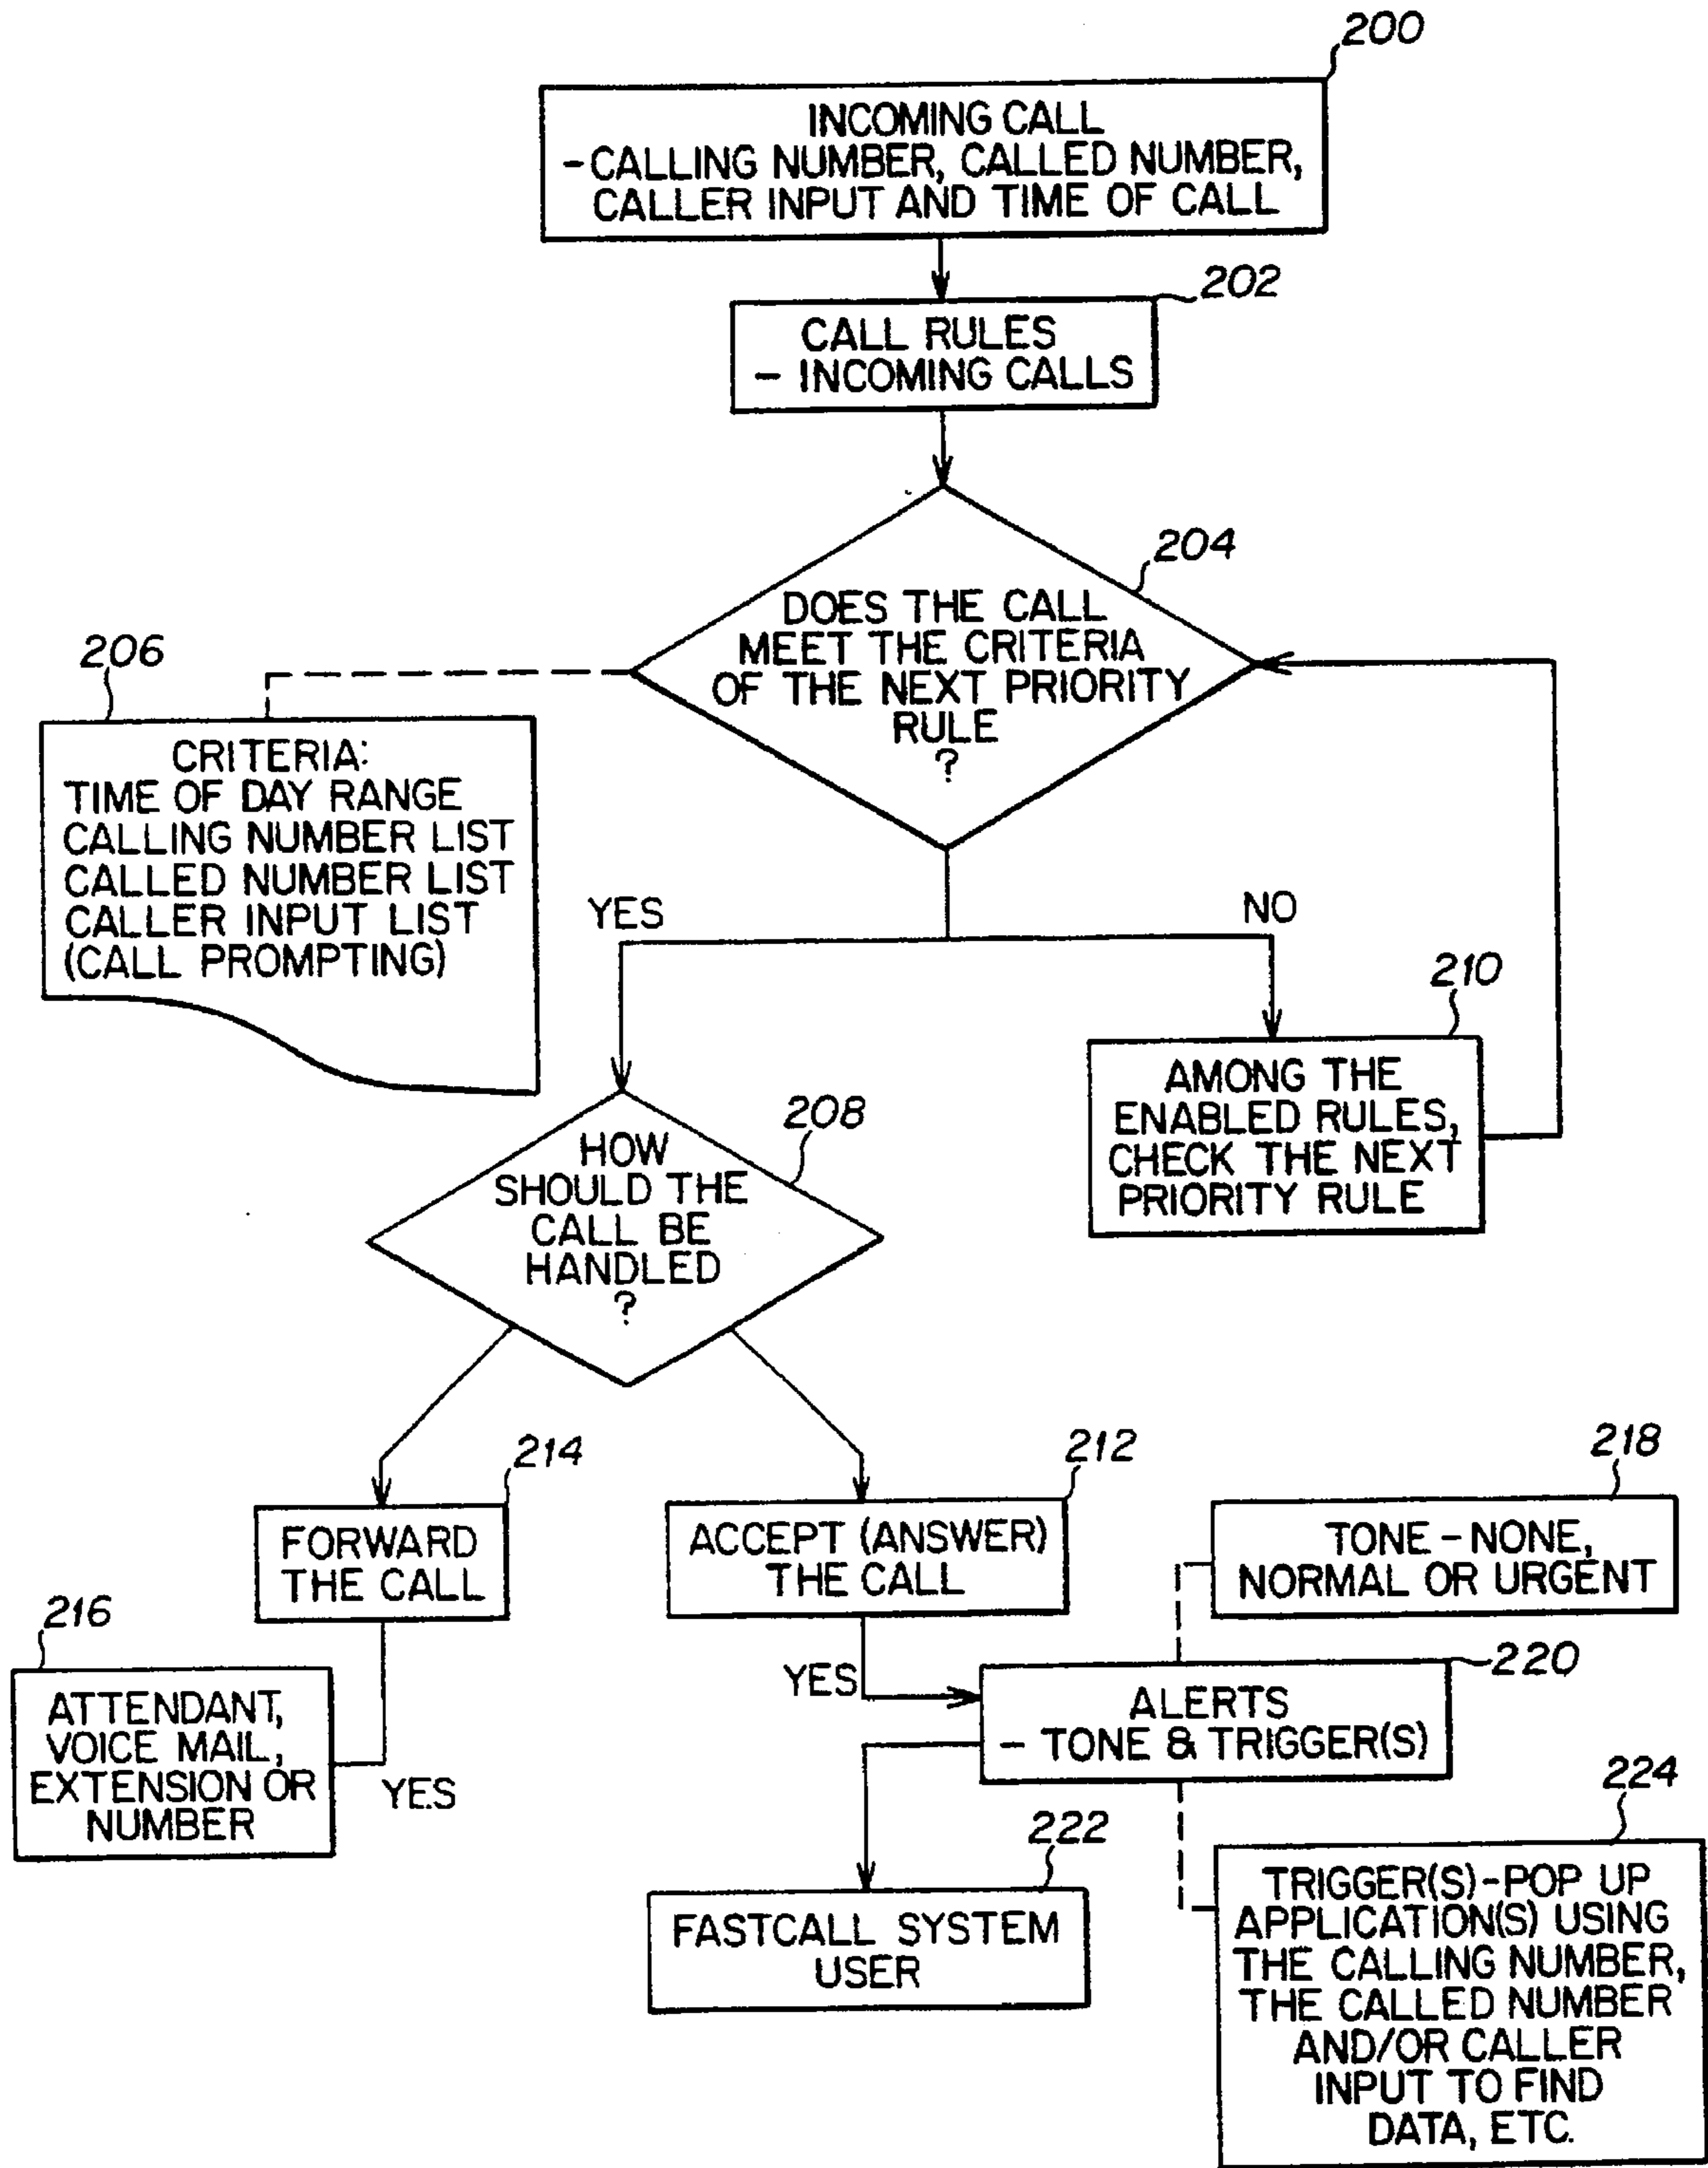 200
INCOMING CALL
- CALLING NUMBER, CALLED NUMBER,
CALLER INPUT AND TIME OF CALL
202
CALL RULES
- INCOMING CALLS
204
DOES THE CALL
MEET THE CRITERIA
OF THE NEXT PRIORITY
RULE
?
206
CRITERIA:
TIME OF DAY RANGE
CALLING NUMBER LIST
CALLED NUMBER LIST
CALLER INPUT LIST
(CALL PROMPTING)
YES
NO
210
AMONG THE
ENABLED RULES,
CHECK THE NEXT
PRIORITY RULE
208
HOW
SHOULD THE
CALL BE
HANDLED
?
214
FORWARD
THE CALL
212
ACCEPT (ANSWER)
THE CALL
218
TONE - NONE,
NORMAL OR URGENT
216
ATTENDANT,
VOICE MAIL,
EXTENSION OR
NUMBER
YES
YES
220
ALERTS
- TONE & TRIGGER(S)
222
FASTCALL SYSTEM
USER
224
TRIGGER(S)-POP UP
APPLICATION(S) USING
THE CALLING NUMBER,
THE CALLED NUMBER
AND/OR CALLER
INPUT TO FIND
DATA, ETC.